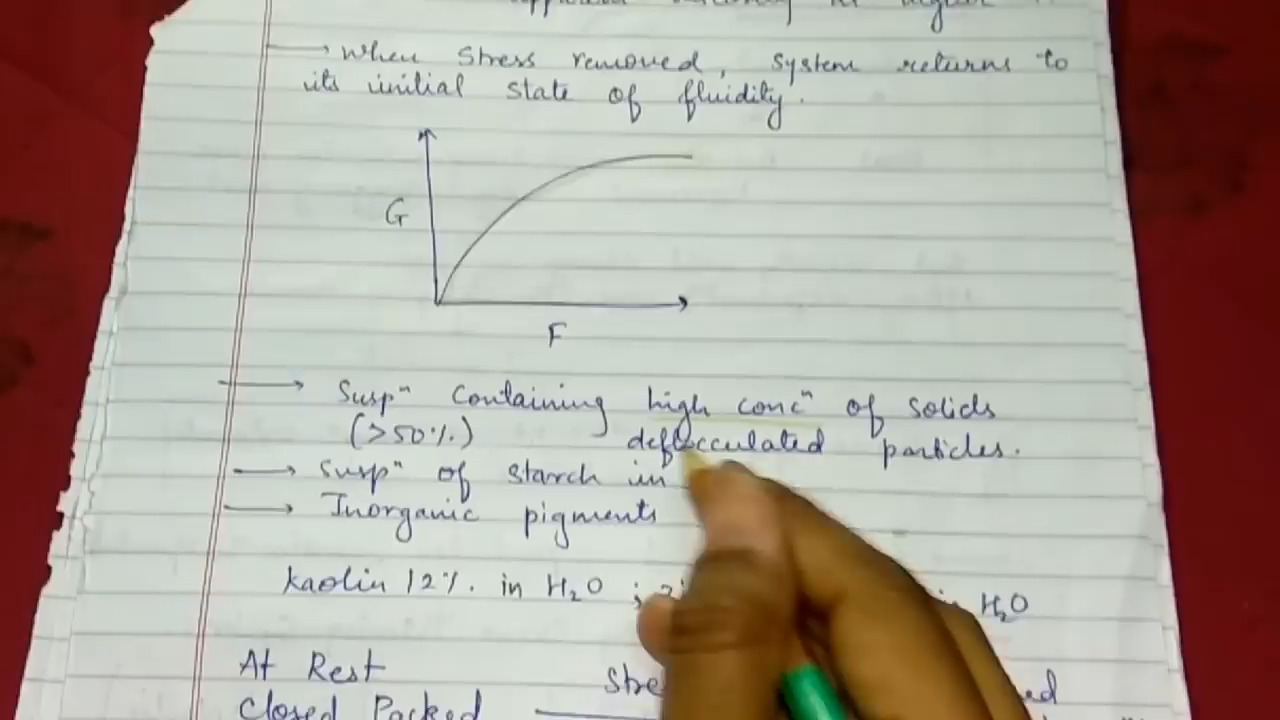 → When stress removed, system returns to
its initial state of fluidity.
G
F
→ Suspⁿ containing high concⁿ of solids
(>50%.) deflocculated particles.
→ Suspⁿ of starch in
→ Inorganic pigments
Kaolin 12%. in H₂O ; in H₂O
At Rest
Closed Packed